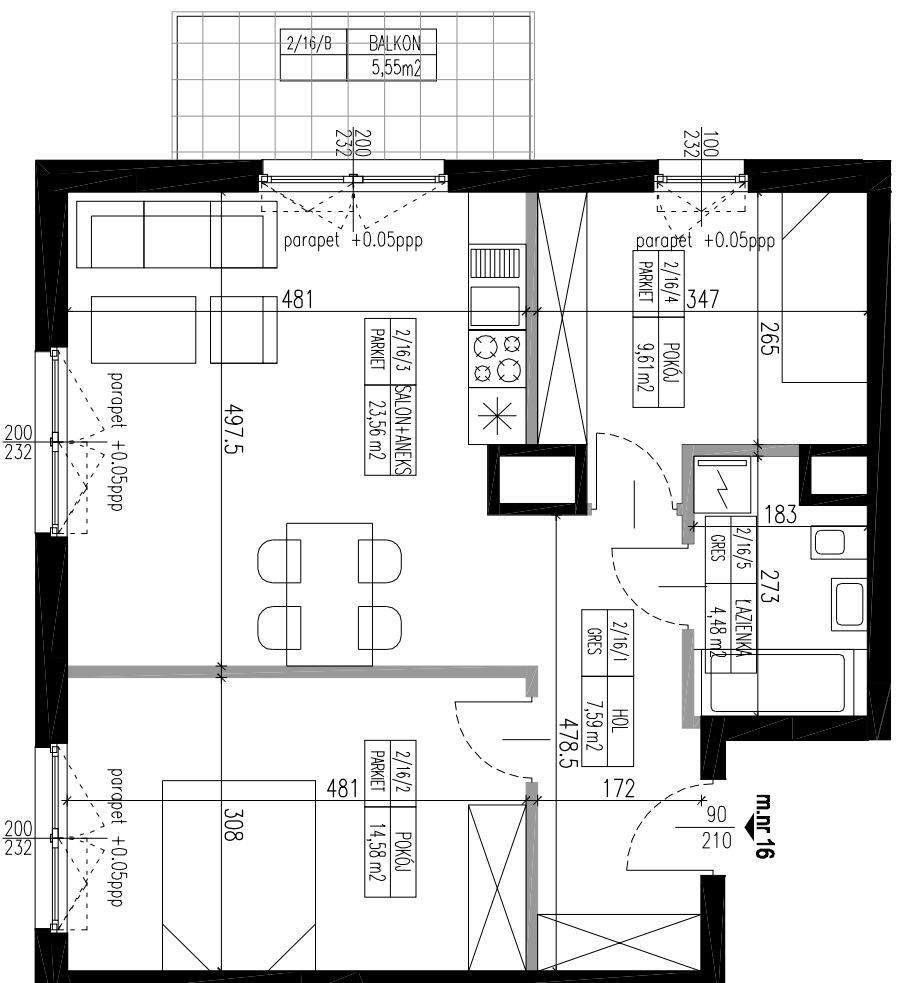 2/16/B BALKON
5,55m2
200
232
100
232
parapet +0.05ppp
parapet +0.05ppp
2/16/4 POKÓJ
PARKIET 9,61m2
481
347
265
2/16/3 SALON+ANEKS
PARKIET 23,56 m2
parapet +0.05ppp
497.5
200
232
183
2/16/5 ŁAZIENKA
GRES 4,48 m2
273
2/16/1 HOL
GRES 7,59 m2
478.5
2/16/2 POKÓJ
PARKIET 14,58 m2
parapet +0.05ppp
481
172
308
200
232
90
210
m.nr 16